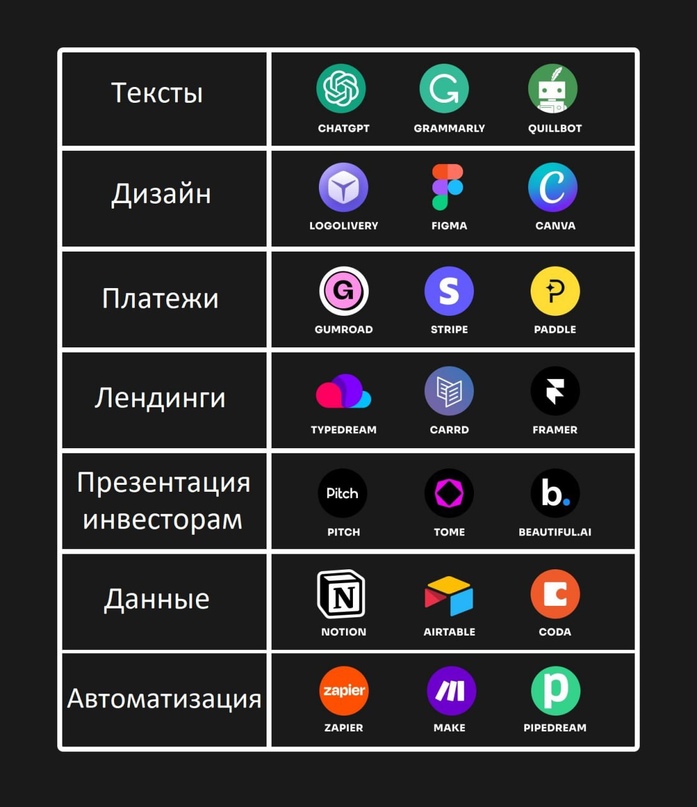 Тексты
CHATGPT GRAMMARLY QUILLBOT
Дизайн
LOGOLIVERY FIGMA CANVA
Платежи
G S P
GUMROAD STRIPE PADDLE
Лендинги
TYPEDREAM CARRD FRAMER
Презентация
инвесторам
Pitch b.
PITCH TOME BEAUTIFUL.AI
Данные
N
NOTION AIRTABLE CODA
Автоматизация
zapier p
ZAPIER MAKE PIPEDREAM